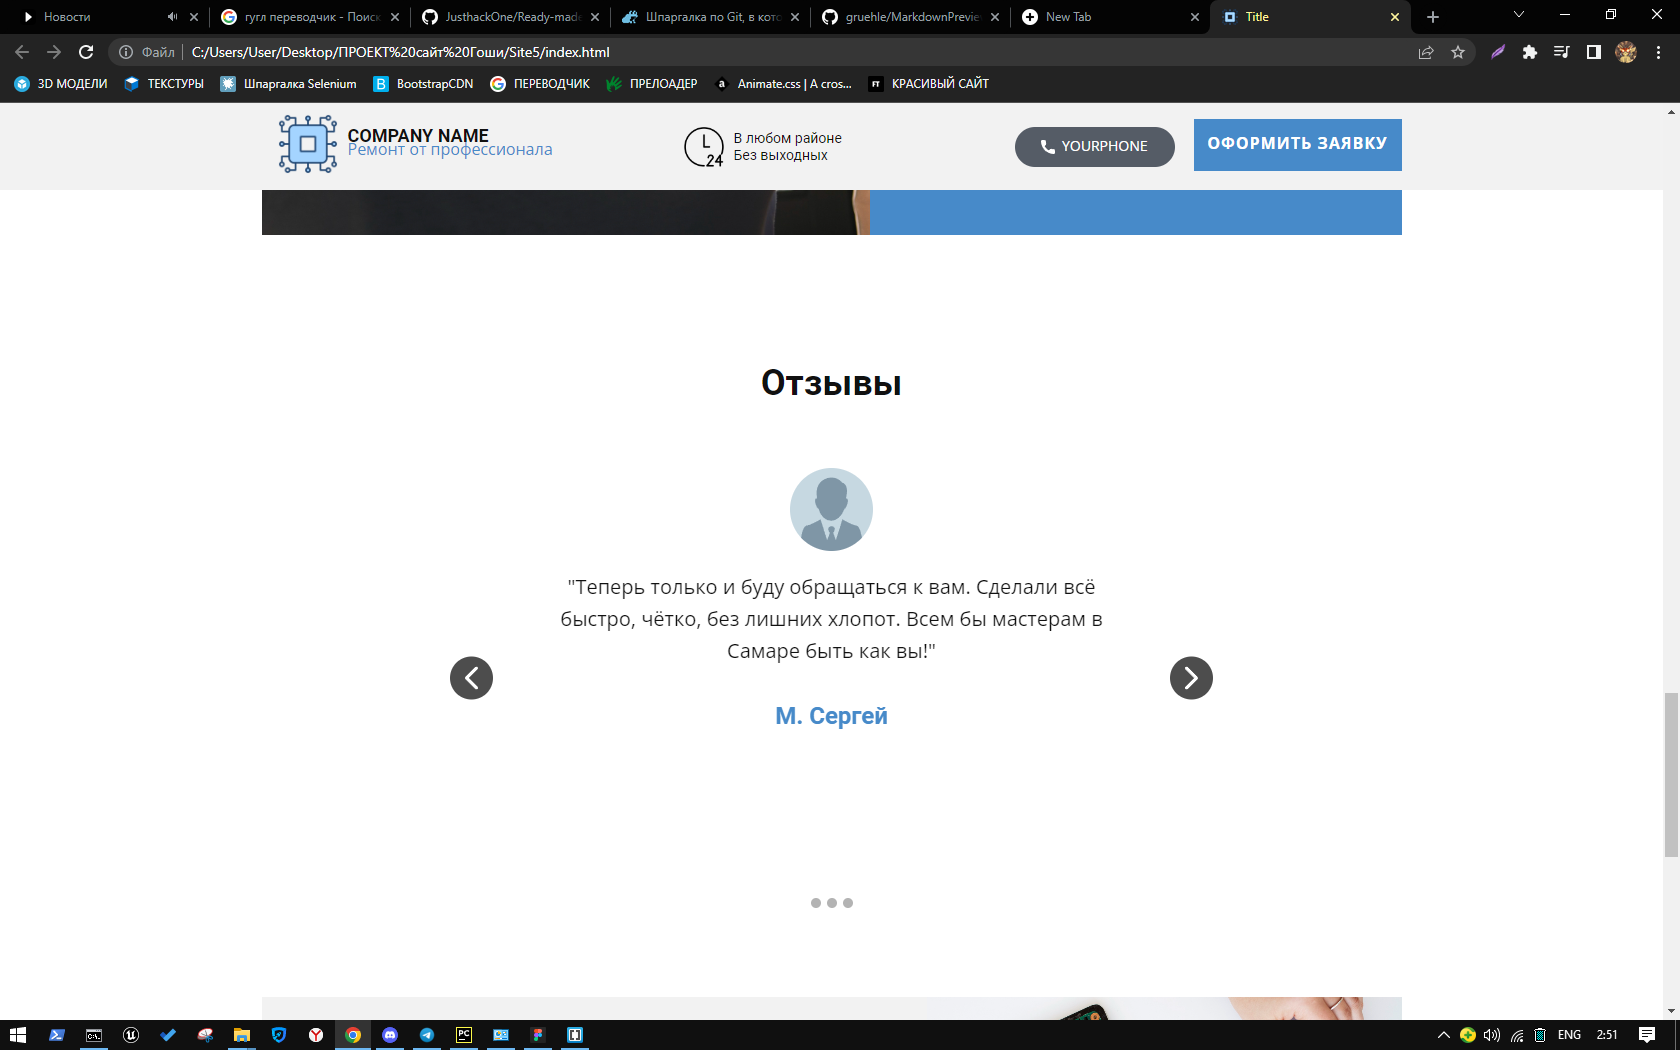 Новости
гугл переводчик - Поиск
JusthackOne/Ready-made
Шпаргалка по Git, в кото
gruehle/MarkdownPrevie
New Tab
Title
Файл
C:/Users/User/Desktop/ПРОЕКТ%20сайт%20Гоши/Site5/index.html
3D МОДЕЛИ
ТЕКСТУРЫ
Шпаргалка Selenium
BootstrapCDN
ПЕРЕВОДЧИК
ПРЕЛОАДЕР
Animate.css | A cros...
КРАСИВЫЙ САЙТ
COMPANY NAME
Ремонт от профессионала
24
В любом районе
Без выходных
YOURPHONE
ОФОРМИТЬ ЗАЯВКУ
Отзывы
"Теперь только и буду обращаться к вам. Сделали всё
быстро, чётко, без лишних хлопот. Всем бы мастерам в
Самаре быть как вы!"
М. Сергей
ENG
2:51